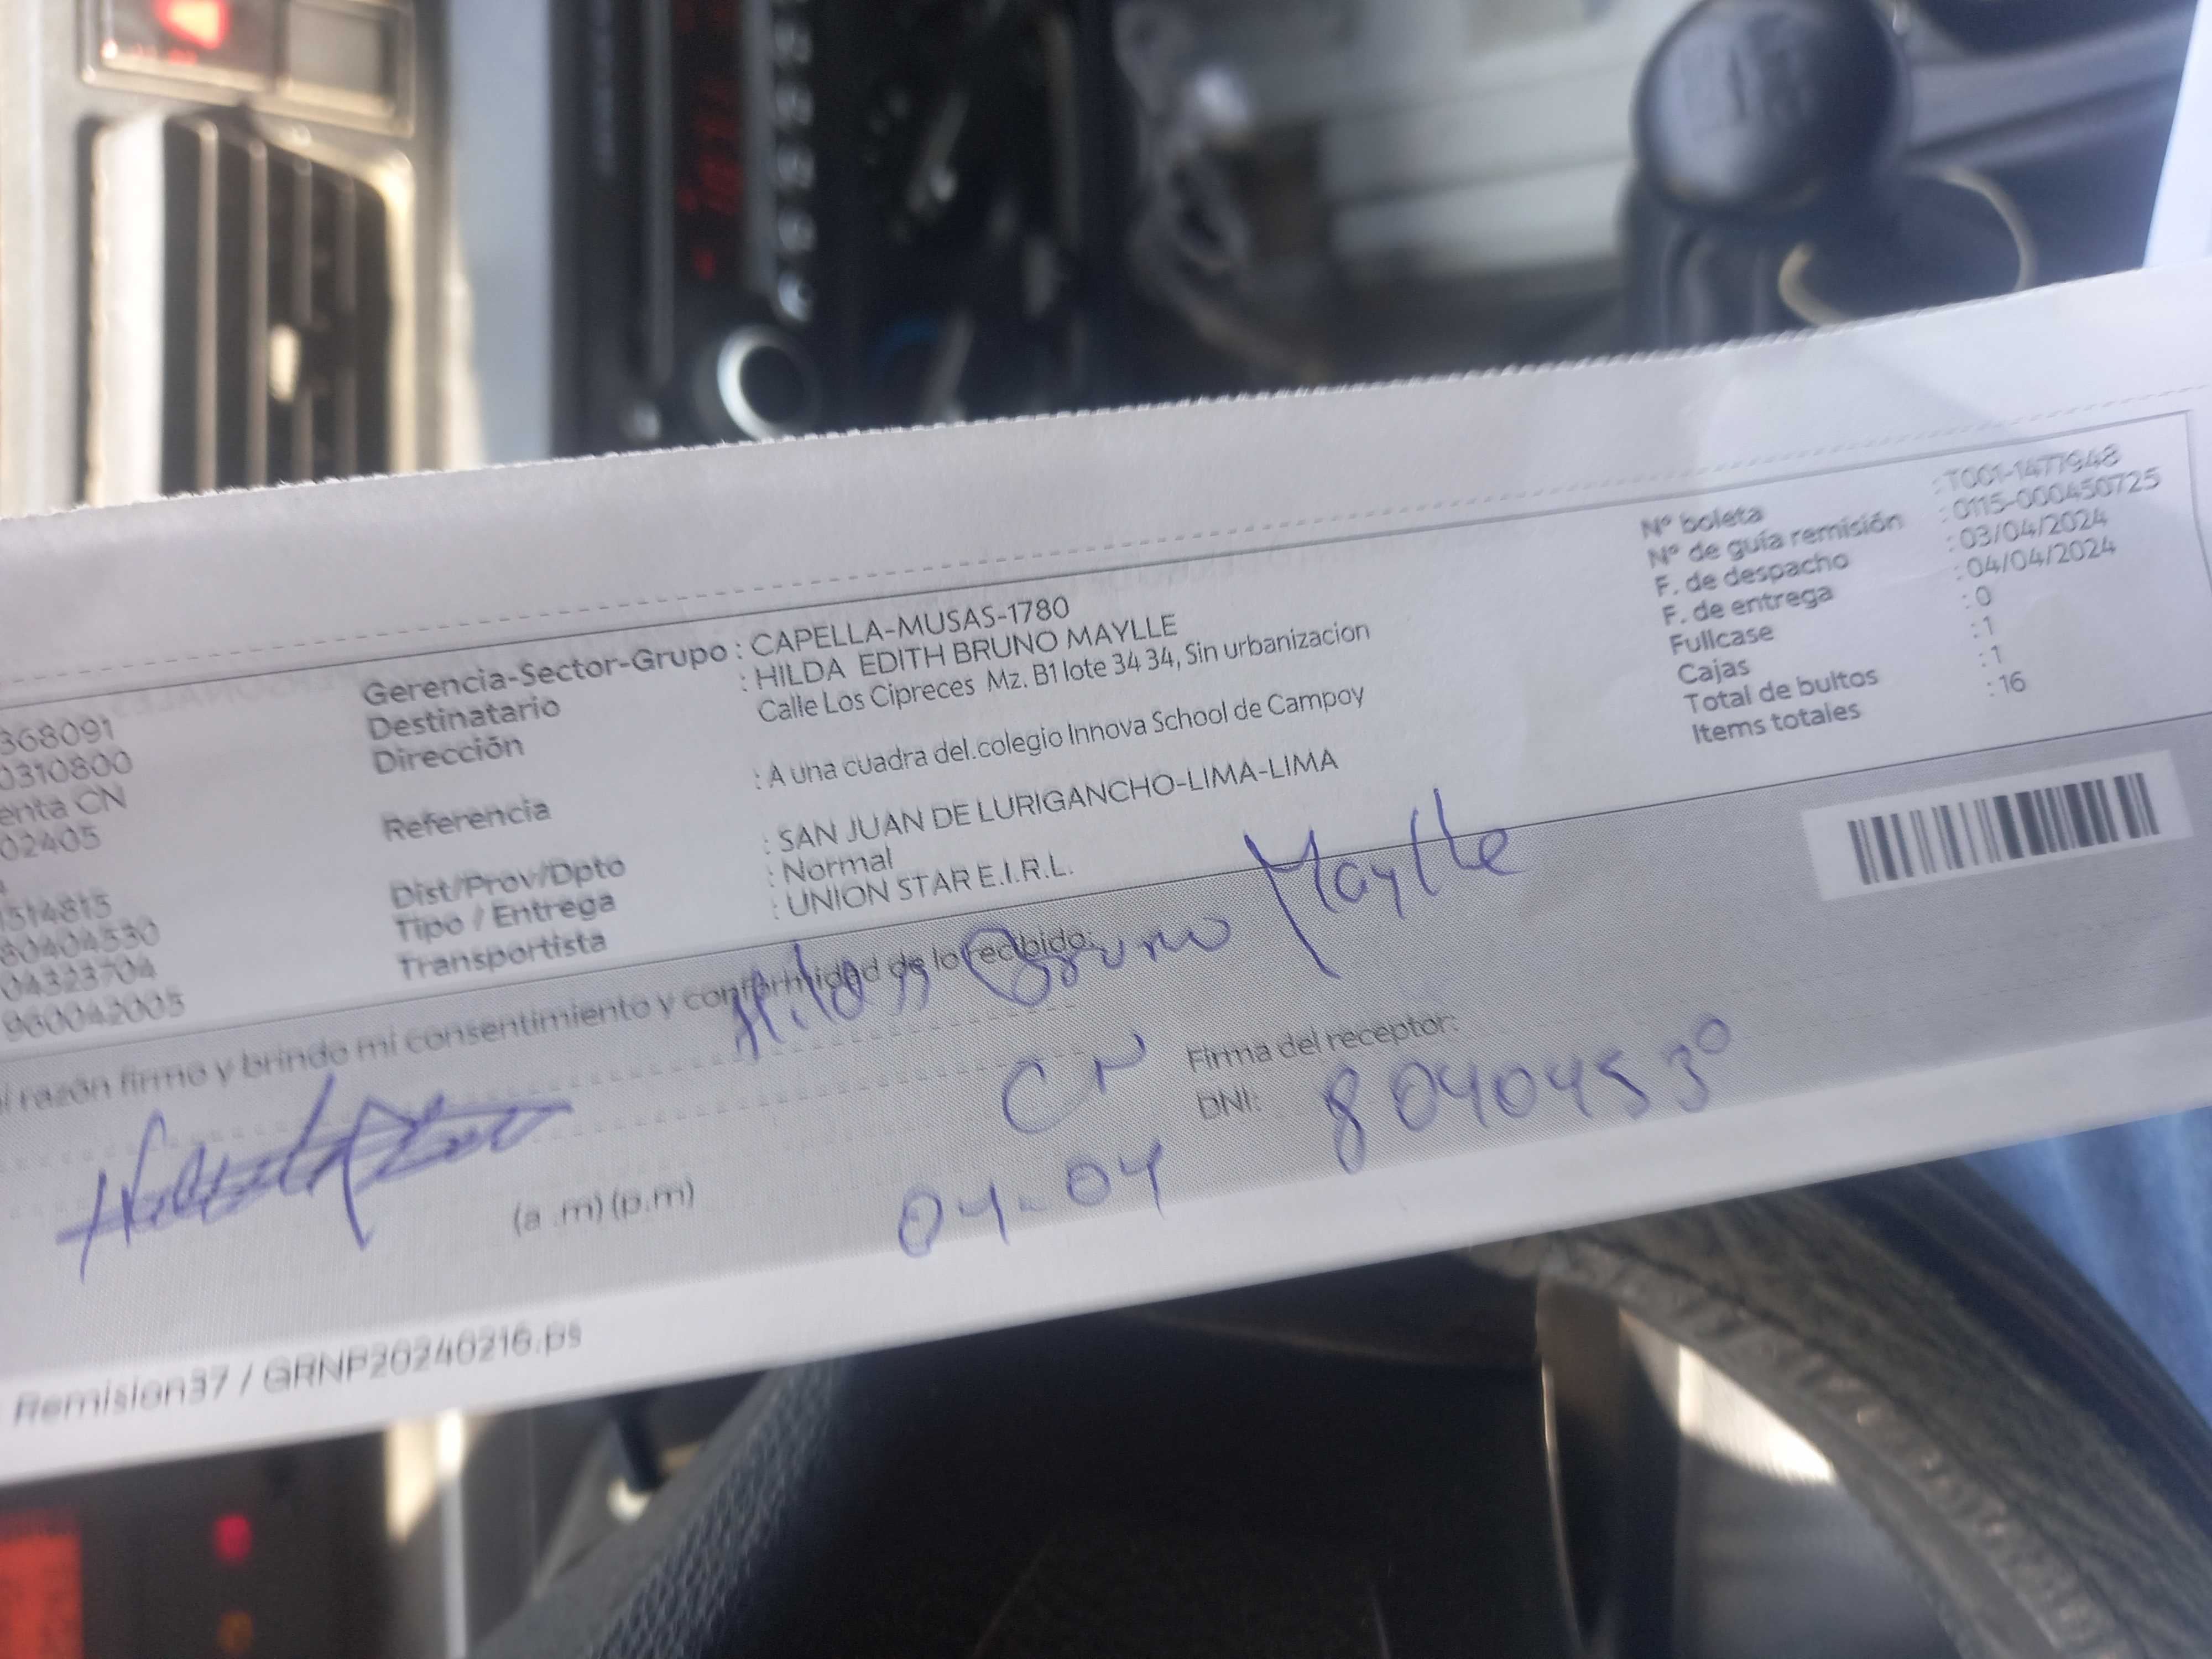 368091
0310800
enta CN
02405
1514815
80404530
04323704
960042005
Gerencia-Sector-Grupo : CAPELLA-MUSAS-1780
Destinatario : HILDA EDITH BRUNO MAYLLE
Dirección Calle Los Cipreces Mz. B1 lote 34 34, Sin urbanizacion
Referencia : A una cuadra del.colegio Innova School de Campoy
Dist/Prov/Dpto : SAN JUAN DE LURIGANCHO-LIMA-LIMA
Tipo / Entrega : Normal
Transportista : UNION STAR E.I.R.L.
Nº boleta : T001-1477948
Nº de guía remisión : 0115-000450725
F. de despacho : 03/04/2024
F. de entrega : 04/04/2024
Fullcase : 0
Cajas : 1
Total de bultos : 1
Items totales : 16
razón firmo y brindo mi consentimiento y conformidad de lo recibido:
Hilda Bruno Maylle
CN
Firma del receptor:
DNI: 80404530
(a .m) (p.m)
04-04
Remision37 / GRNP20240216.ps